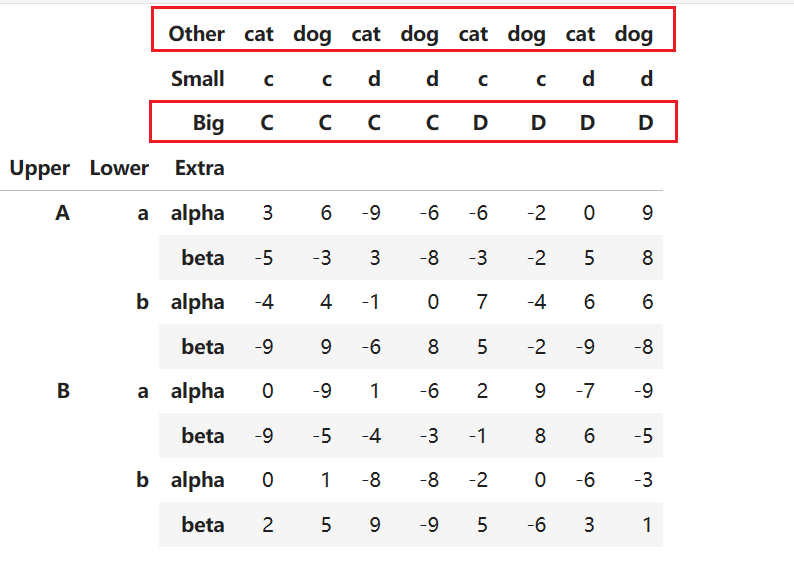 Other cat dog cat dog cat dog cat dog
Small c c d d c c d d
Big C C C C D D D D
Upper Lower Extra
A a alpha 3 6 -9 -6 -6 -2 0 9
beta -5 -3 3 -8 -3 -2 5 8
b alpha -4 4 -1 0 7 -4 6 6
beta -9 9 -6 8 5 -2 -9 -8
B a alpha 0 -9 1 -6 2 9 -7 -9
beta -9 -5 -4 -3 -1 8 6 -5
b alpha 0 1 -8 -8 -2 0 -6 -3
beta 2 5 9 -9 5 -6 3 1